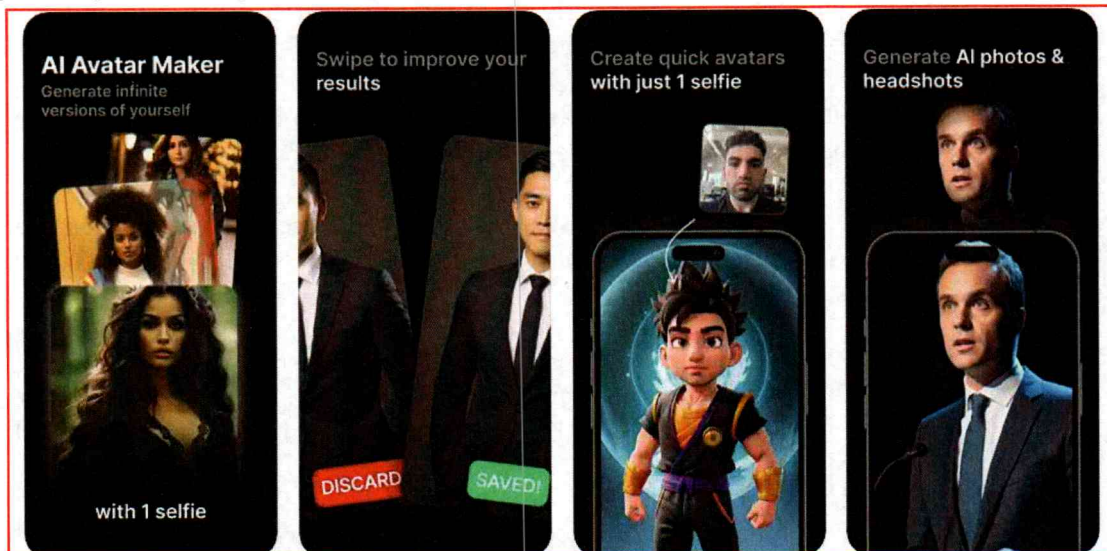 AI Avatar Maker
Generate infinite
versions of yourself
with 1 selfie
Swipe to improve your
results
DISCARD
SAVED!
Create quick avatars
with just 1 selfie
Generate AI photos &
headshots